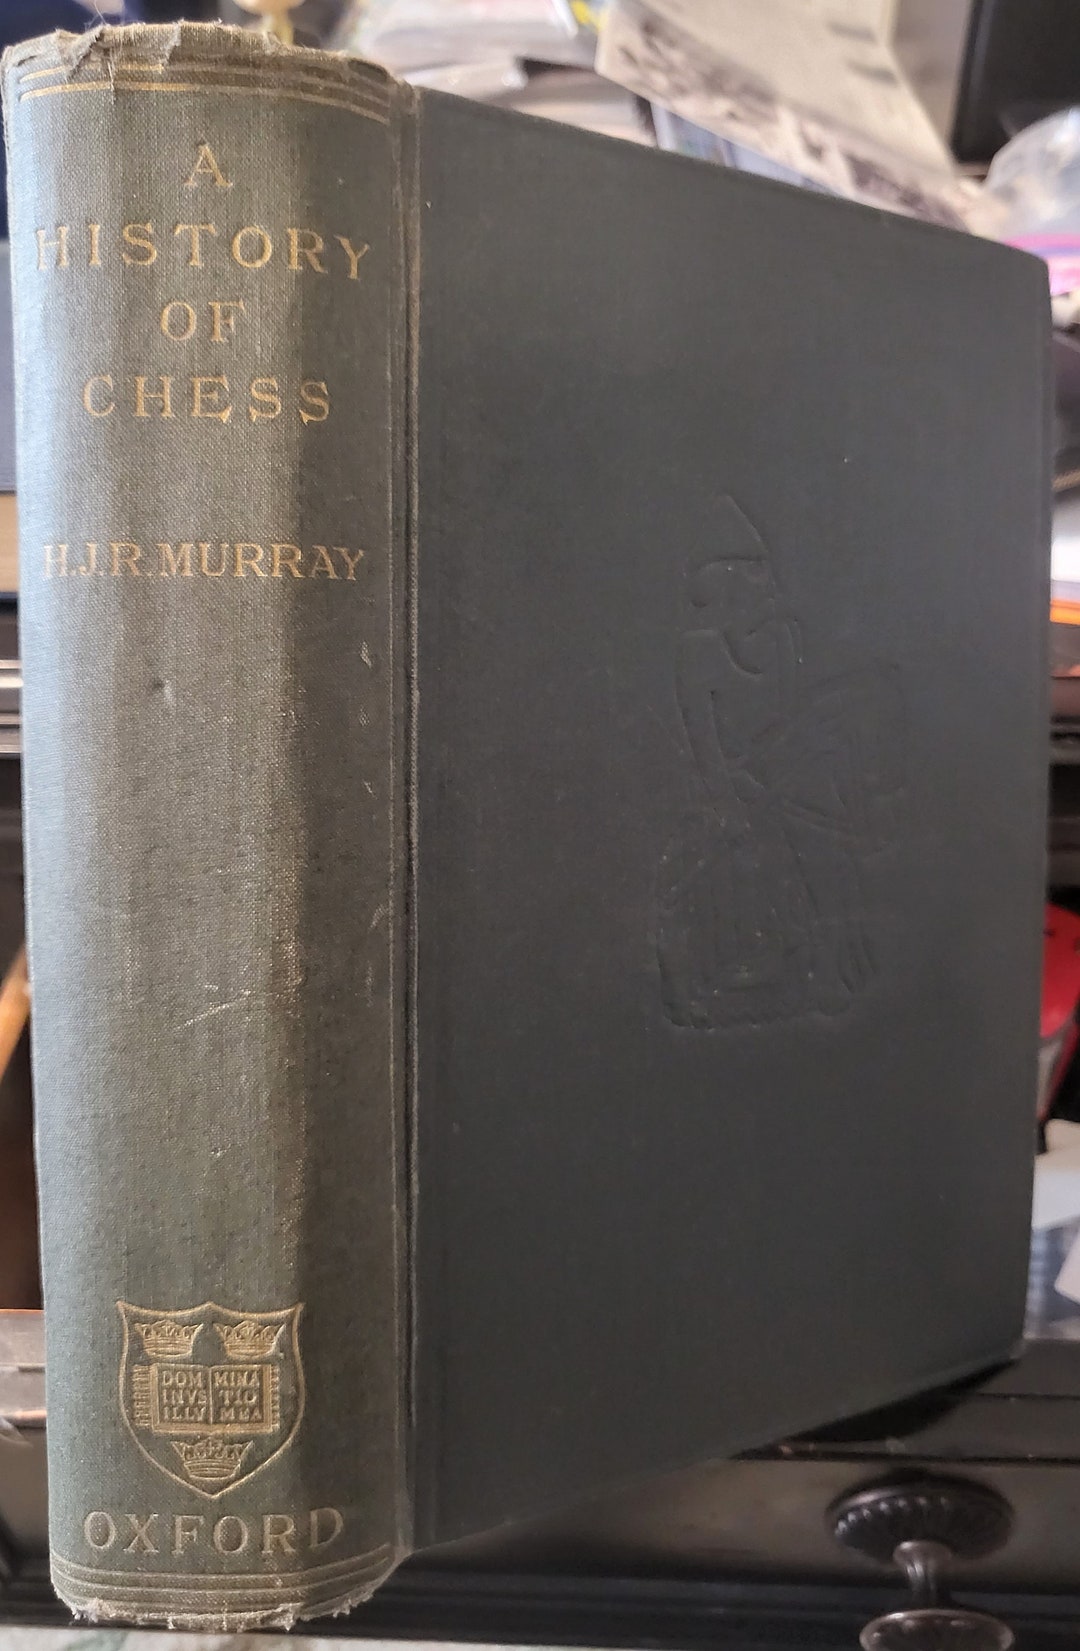 A
HISTORY
OF
CHESS
H.J.R. MURRAY
DOM MINA
INVS TIO
ILLV MEA
OXFORD